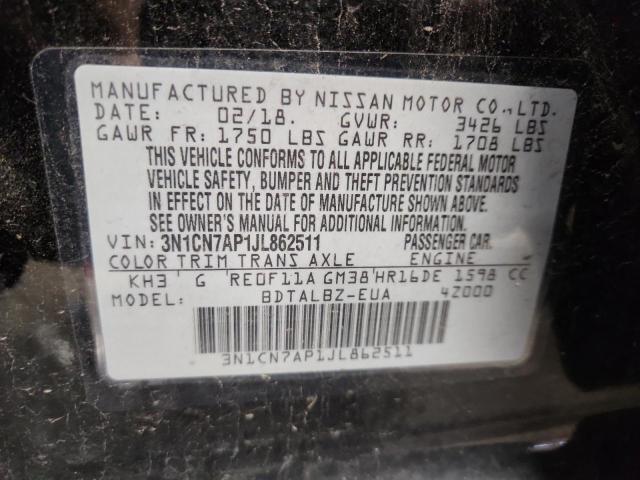 MANUFACTURED BY NISSAN MOTOR CO., LTD.
DATE: 02/18. GVWR: 3426 LBS
GAWR FR: 1750 LBS GAWR RR: 1708 LBS
THIS VEHICLE CONFORMS TO ALL APPLICABLE FEDERAL MOTOR
VEHICLE SAFETY, BUMPER AND THEFT PREVENTION STANDARDS
IN EFFECT ON THE DATE OF MANUFACTURE SHOWN ABOVE.
SEE OWNER'S MANUAL FOR ADDITIONAL INFORMATION
VIN: 3N1CN7AP1JL862511 PASSENGER CAR.
COLOR TRIM TRANS AXLE ENGINE
KH3 G RE0F11A GM38 HR16DE 1598 CC
MODEL: BDTALBZ-EUA 4Z000
3N1CN7AP1JL862511